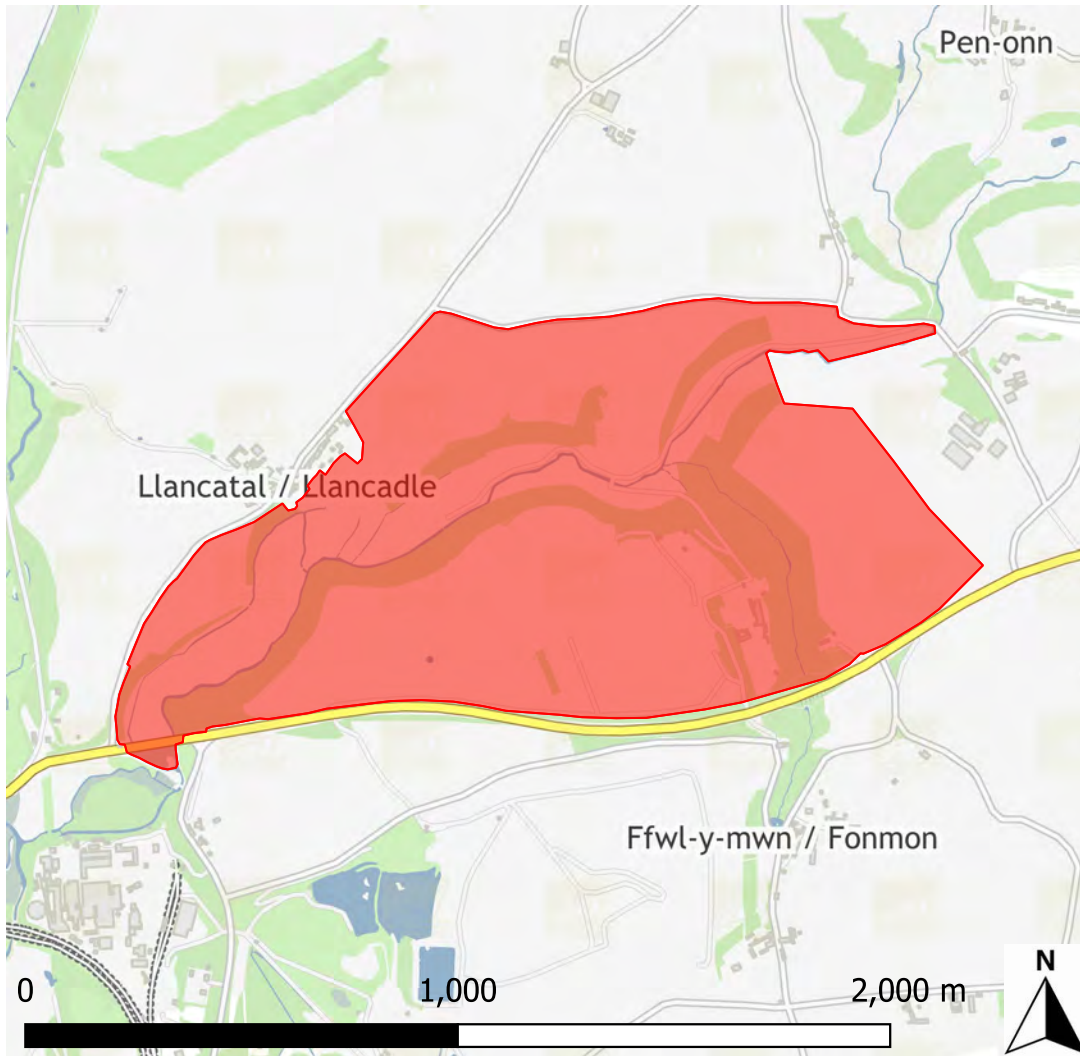 Pen-onn
Llancatal / Llancadle
Ffwl-y-mwn / Fonmon
0 1,000 2,000 m
N